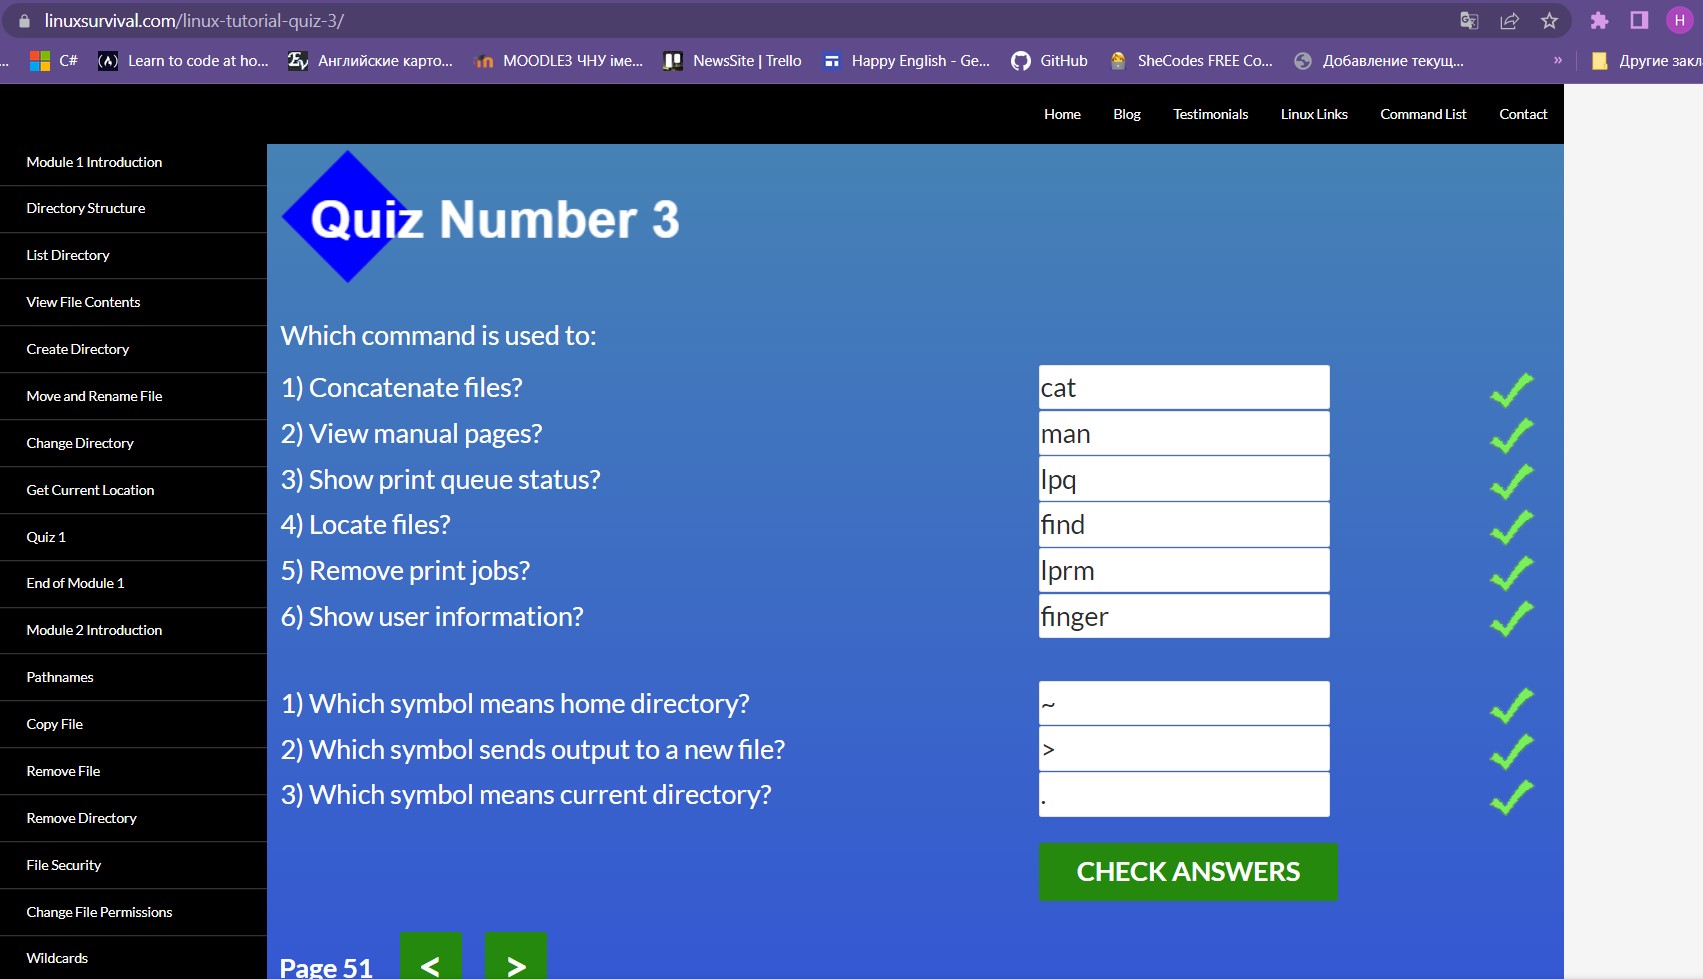 linuxsurvival.com/linux-tutorial-quiz-3/
H
... C# Learn to code at ho... Английские карто... MOODLE3 ЧНУ іме... NewsSite | Trello Happy English - Ge... GitHub SheCodes FREE Co... Добавление текущ... » Другие закл
Home Blog Testimonials Linux Links Command List Contact
Module 1 Introduction
Directory Structure
List Directory
View File Contents
Create Directory
Move and Rename File
Change Directory
Get Current Location
Quiz 1
End of Module 1
Module 2 Introduction
Pathnames
Copy File
Remove File
Remove Directory
File Security
Change File Permissions
Wildcards
Quiz Number 3
Which command is used to:
1) Concatenate files? cat
2) View manual pages? man
3) Show print queue status? lpq
4) Locate files? find
5) Remove print jobs? lprm
6) Show user information? finger
1) Which symbol means home directory? ~
2) Which symbol sends output to a new file? >
3) Which symbol means current directory? .
CHECK ANSWERS
Page 51 < >